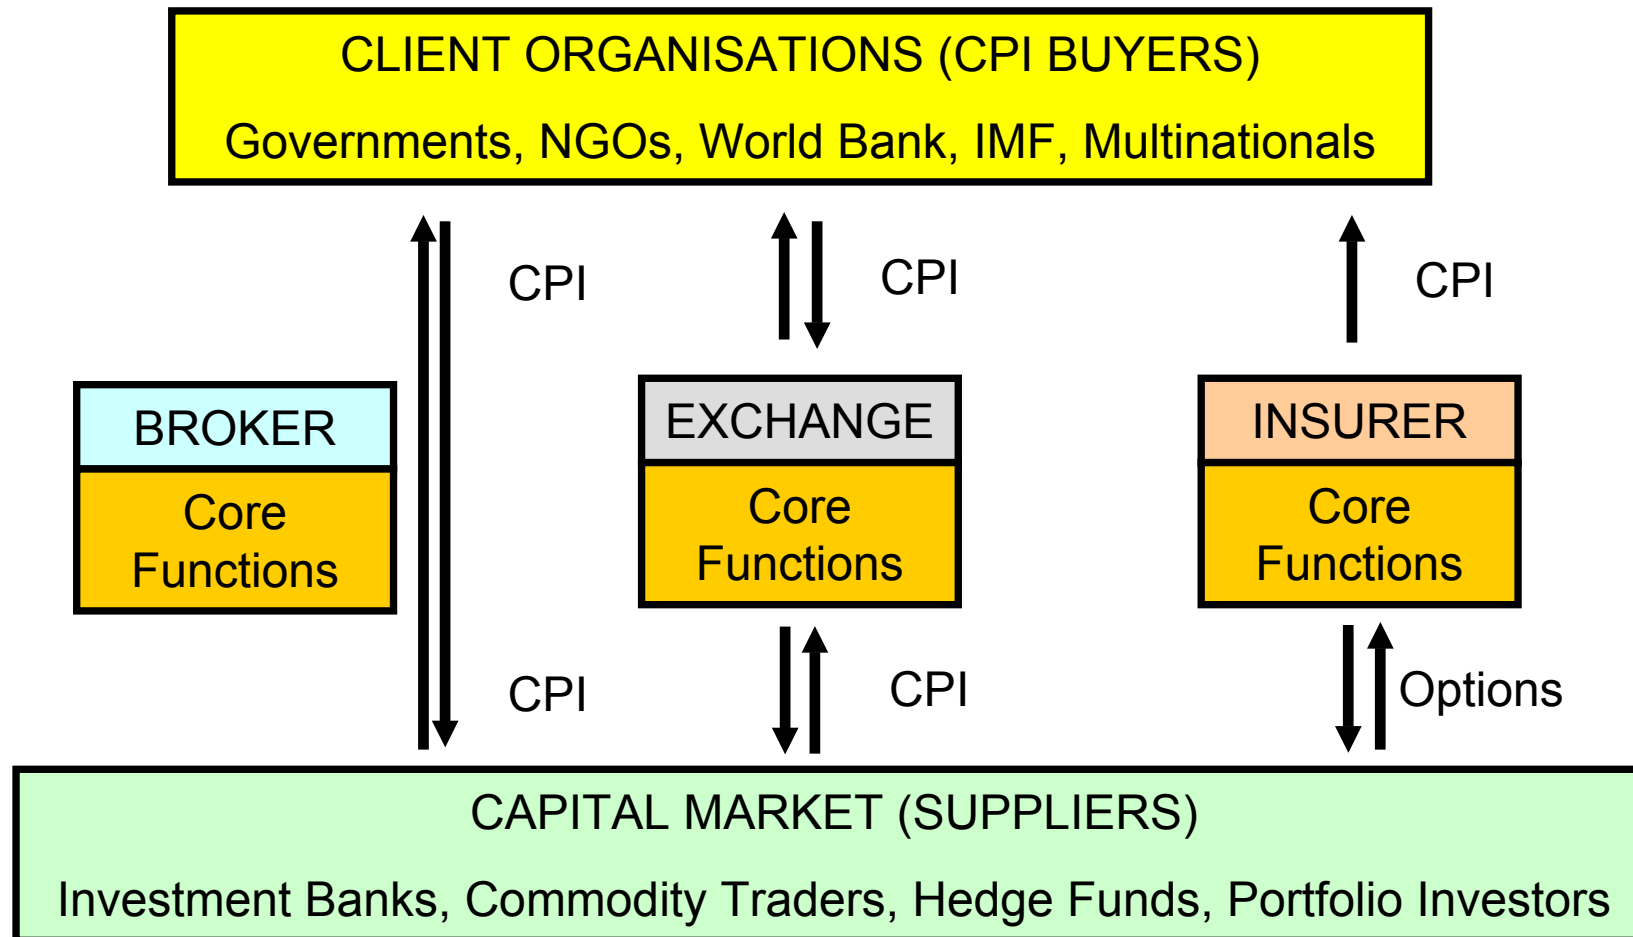 CLIENT ORGANISATIONS (CPI BUYERS)
Governments, NGOs, World Bank, IMF, Multinationals
CPI
CPI
CPI
BROKER
Core
Functions
EXCHANGE
Core
Functions
INSURER
Core
Functions
CPI
CPI
Options
CAPITAL MARKET (SUPPLIERS)
Investment Banks, Commodity Traders, Hedge Funds, Portfolio Investors